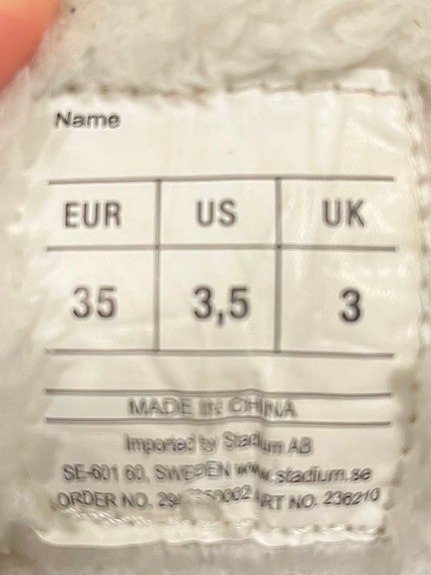 Name
EUR US UK
35 3,5 3
MADE IN CHINA
Imported by Stadium AB
SE-601 60, SWEDEN www.stadium.se
ORDER NO. ART NO. 236210